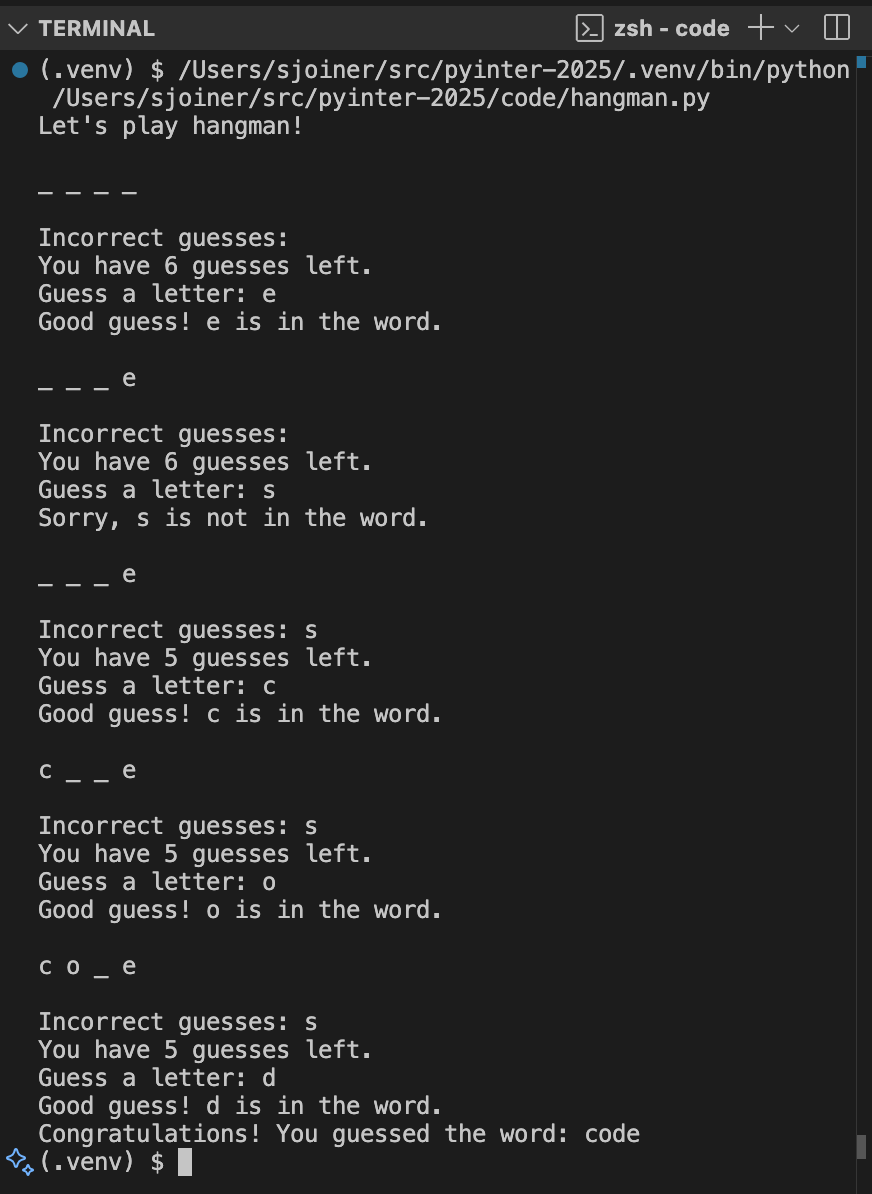 TERMINAL
zsh - code
(.venv) $ /Users/sjoiner/src/pyinter-2025/.venv/bin/python
/Users/sjoiner/src/pyinter-2025/code/hangman.py
Let's play hangman!
_ _ _ _
Incorrect guesses:
You have 6 guesses left.
Guess a letter: e
Good guess! e is in the word.
_ _ _ e
Incorrect guesses:
You have 6 guesses left.
Guess a letter: s
Sorry, s is not in the word.
_ _ _ e
Incorrect guesses: s
You have 5 guesses left.
Guess a letter: c
Good guess! c is in the word.
c _ _ e
Incorrect guesses: s
You have 5 guesses left.
Guess a letter: o
Good guess! o is in the word.
c o _ e
Incorrect guesses: s
You have 5 guesses left.
Guess a letter: d
Good guess! d is in the word.
Congratulations! You guessed the word: code
(.venv) $